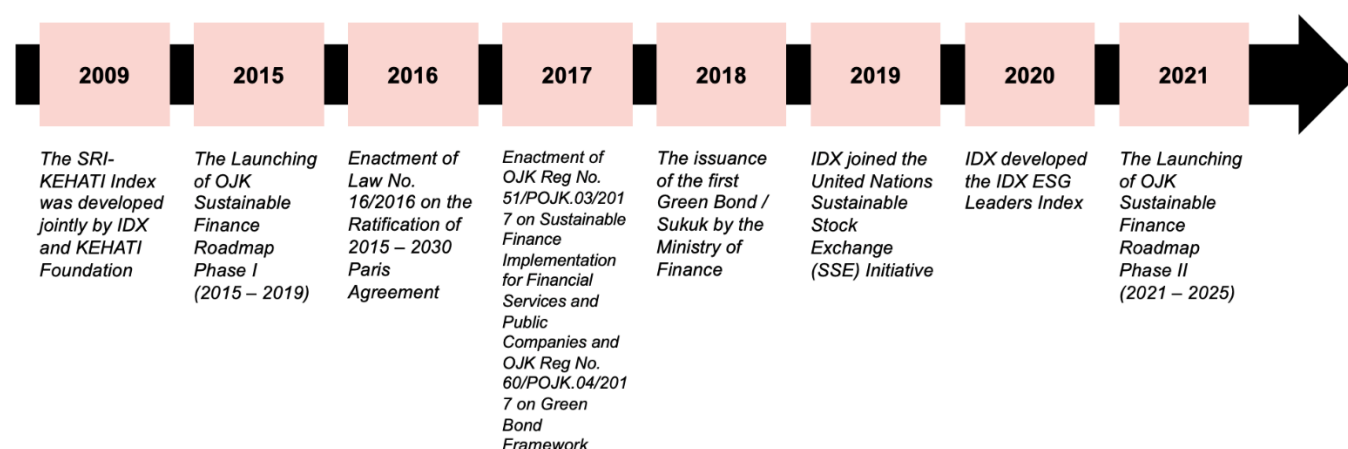 2009
2015
2016
2017
2018
2019
2020
2021
The SRI-
KEHATI Index
was developed
jointly by IDX
and KEHATI
Foundation
The Launching
of OJK
Sustainable
Finance
Roadmap
Phase I
(2015 – 2019)
Enactment of
Law No.
16/2016 on the
Ratification of
2015 – 2030
Paris
Agreement
Enactment of
OJK Reg No.
51/POJK.03/201
7 on Sustainable
Finance
Implementation
for Financial
Services and
Public
Companies and
OJK Reg No.
60/POJK.04/201
7 on Green
Bond
Framework
The issuance
of the first
Green Bond /
Sukuk by the
Ministry of
Finance
IDX joined the
United Nations
Sustainable
Stock
Exchange
(SSE) Initiative
IDX developed
the IDX ESG
Leaders Index
The Launching
of OJK
Sustainable
Finance
Roadmap
Phase II
(2021 – 2025)